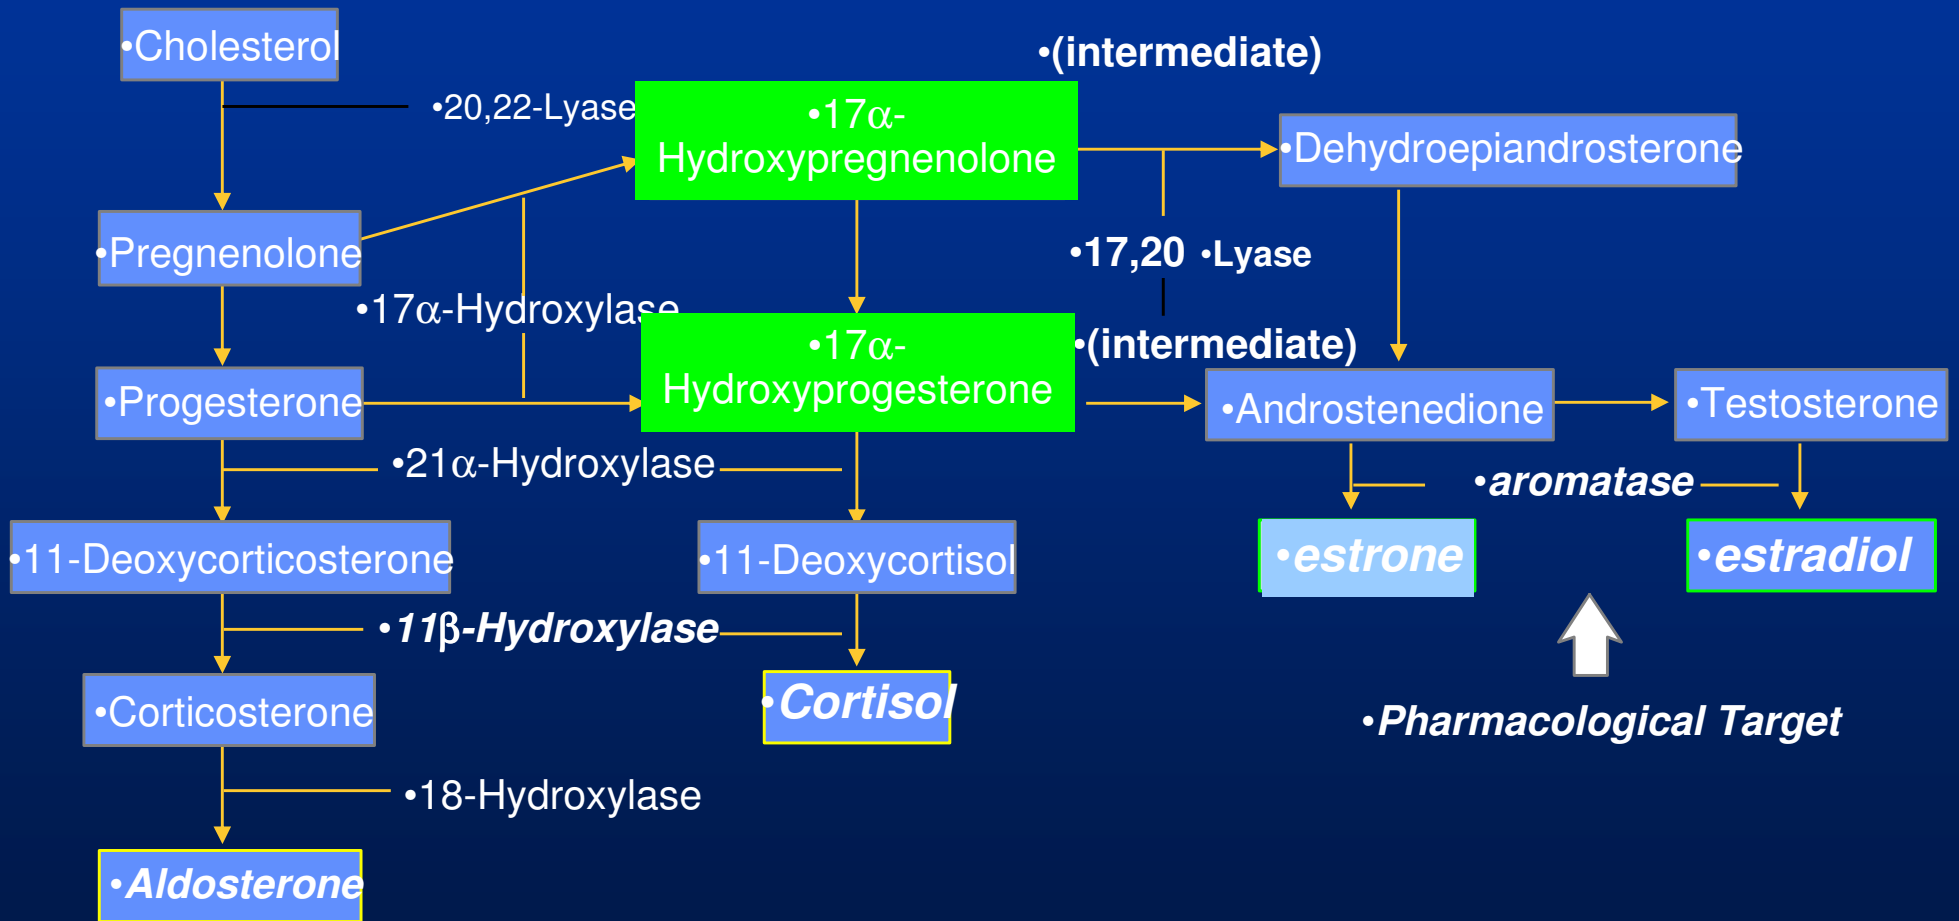 •Cholesterol
•(intermediate)
•20,22-Lyase
•17α-
Hydroxypregnenolone
•Dehydroepiandrosterone
•Pregnenolone
•17,20 •Lyase
•17α-Hydroxylase
•17α-
Hydroxyprogesterone
•(intermediate)
•Progesterone
•Androstenedione
•Testosterone
•21α-Hydroxylase
•aromatase
•11-Deoxycorticosterone
•11-Deoxycortisol
•estrone
•estradiol
•11β-Hydroxylase
•Corticosterone
•Cortisol
•Pharmacological Target
•18-Hydroxylase
•Aldosterone